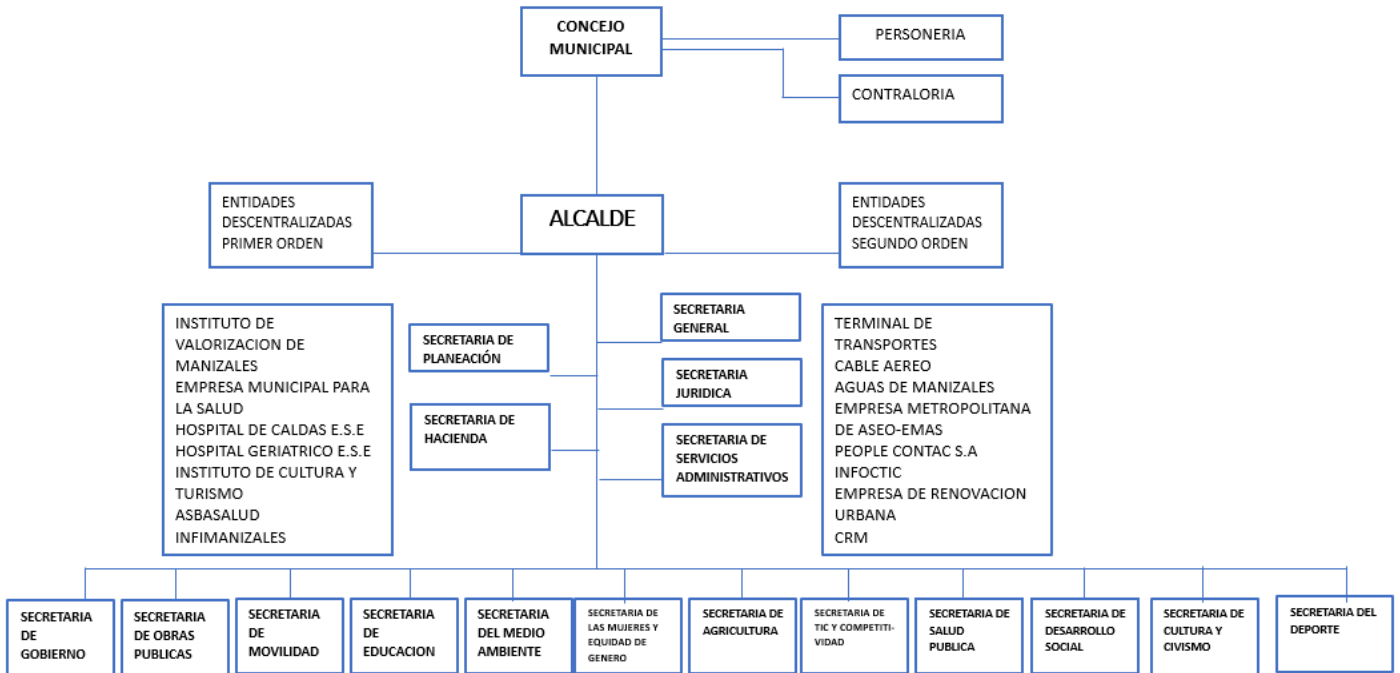 CONCEJO
MUNICIPAL
PERSONERIA
CONTRALORIA
ENTIDADES
DESCENTRALIZADAS
PRIMER ORDEN
ALCALDE
ENTIDADES
DESCENTRALIZADAS
SEGUNDO ORDEN
INSTITUTO DE
VALORIZACION DE
MANIZALES
EMPRESA MUNICIPAL PARA
LA SALUD
HOSPITAL DE CALDAS E.S.E
HOSPITAL GERIATRICO E.S.E
INSTITUTO DE CULTURA Y
TURISMO
ASBASALUD
INFIMANIZALES
SECRETARIA DE
PLANEACIÓN
SECRETARIA DE
HACIENDA
SECRETARIA
GENERAL
SECRETARIA
JURIDICA
SECRETARIA DE
SERVICIOS
ADMINISTRATIVOS
TERMINAL DE
TRANSPORTES
CABLE AEREO
AGUAS DE MANIZALES
EMPRESA METROPOLITANA
DE ASEO-EMAS
PEOPLE CONTAC S.A
INFOCTIC
EMPRESA DE RENOVACION
URBANA
CRM
SECRETARIA
DE
GOBIERNO
SECRETARIA
DE OBRAS
PUBLICAS
SECRETARIA
DE
MOVILIDAD
SECRETARIA
DE
EDUCACION
SECRETARIA
DEL MEDIO
AMBIENTE
SECRETARIA DE
LAS MUJERES Y
EQUIDAD DE
GENERO
SECRETARIA DE
AGRICULTURA
SECRETARIA DE
TIC Y COMPETITI-
VIDAD
SECRETARIA DE
SALUD
PUBLICA
SECRETARIA DE
DESARROLLO
SOCIAL
SECRETARIA DE
CULTURA Y
CIVISMO
SECRETARIA DEL
DEPORTE